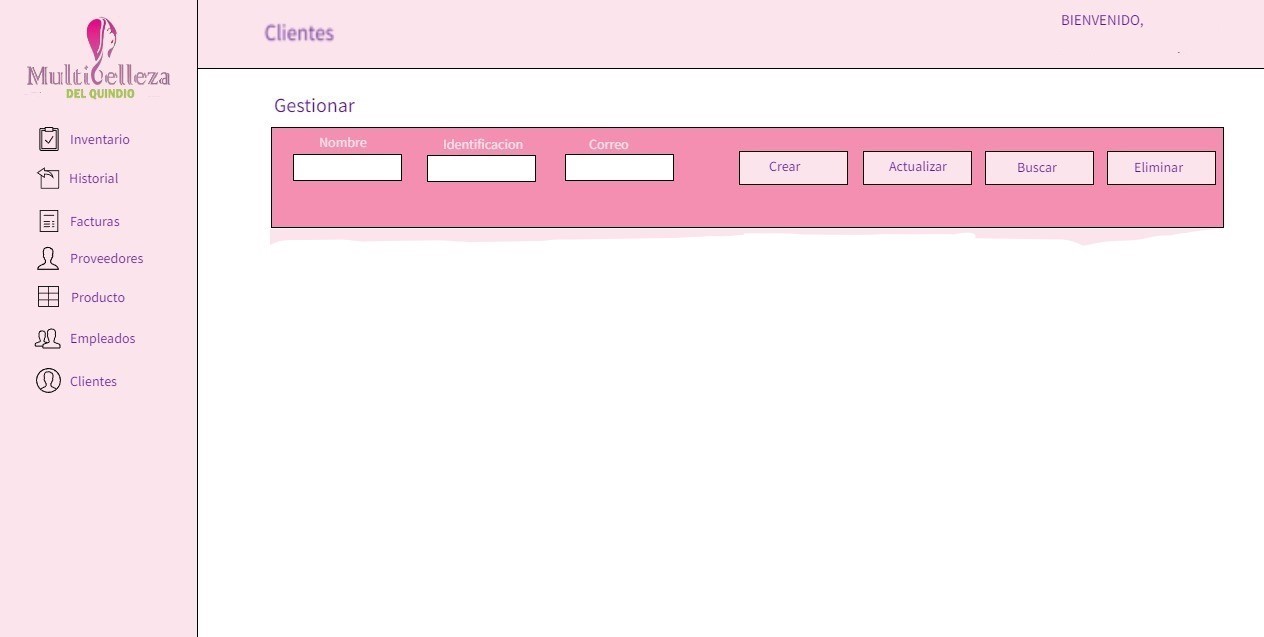 Multibelleza
DEL QUINDIO
Inventario
Historial
Facturas
Proveedores
Producto
Empleados
Clientes
Clientes
BIENVENIDO,
Gestionar
Nombre
Identificacion
Correo
Crear
Actualizar
Buscar
Eliminar